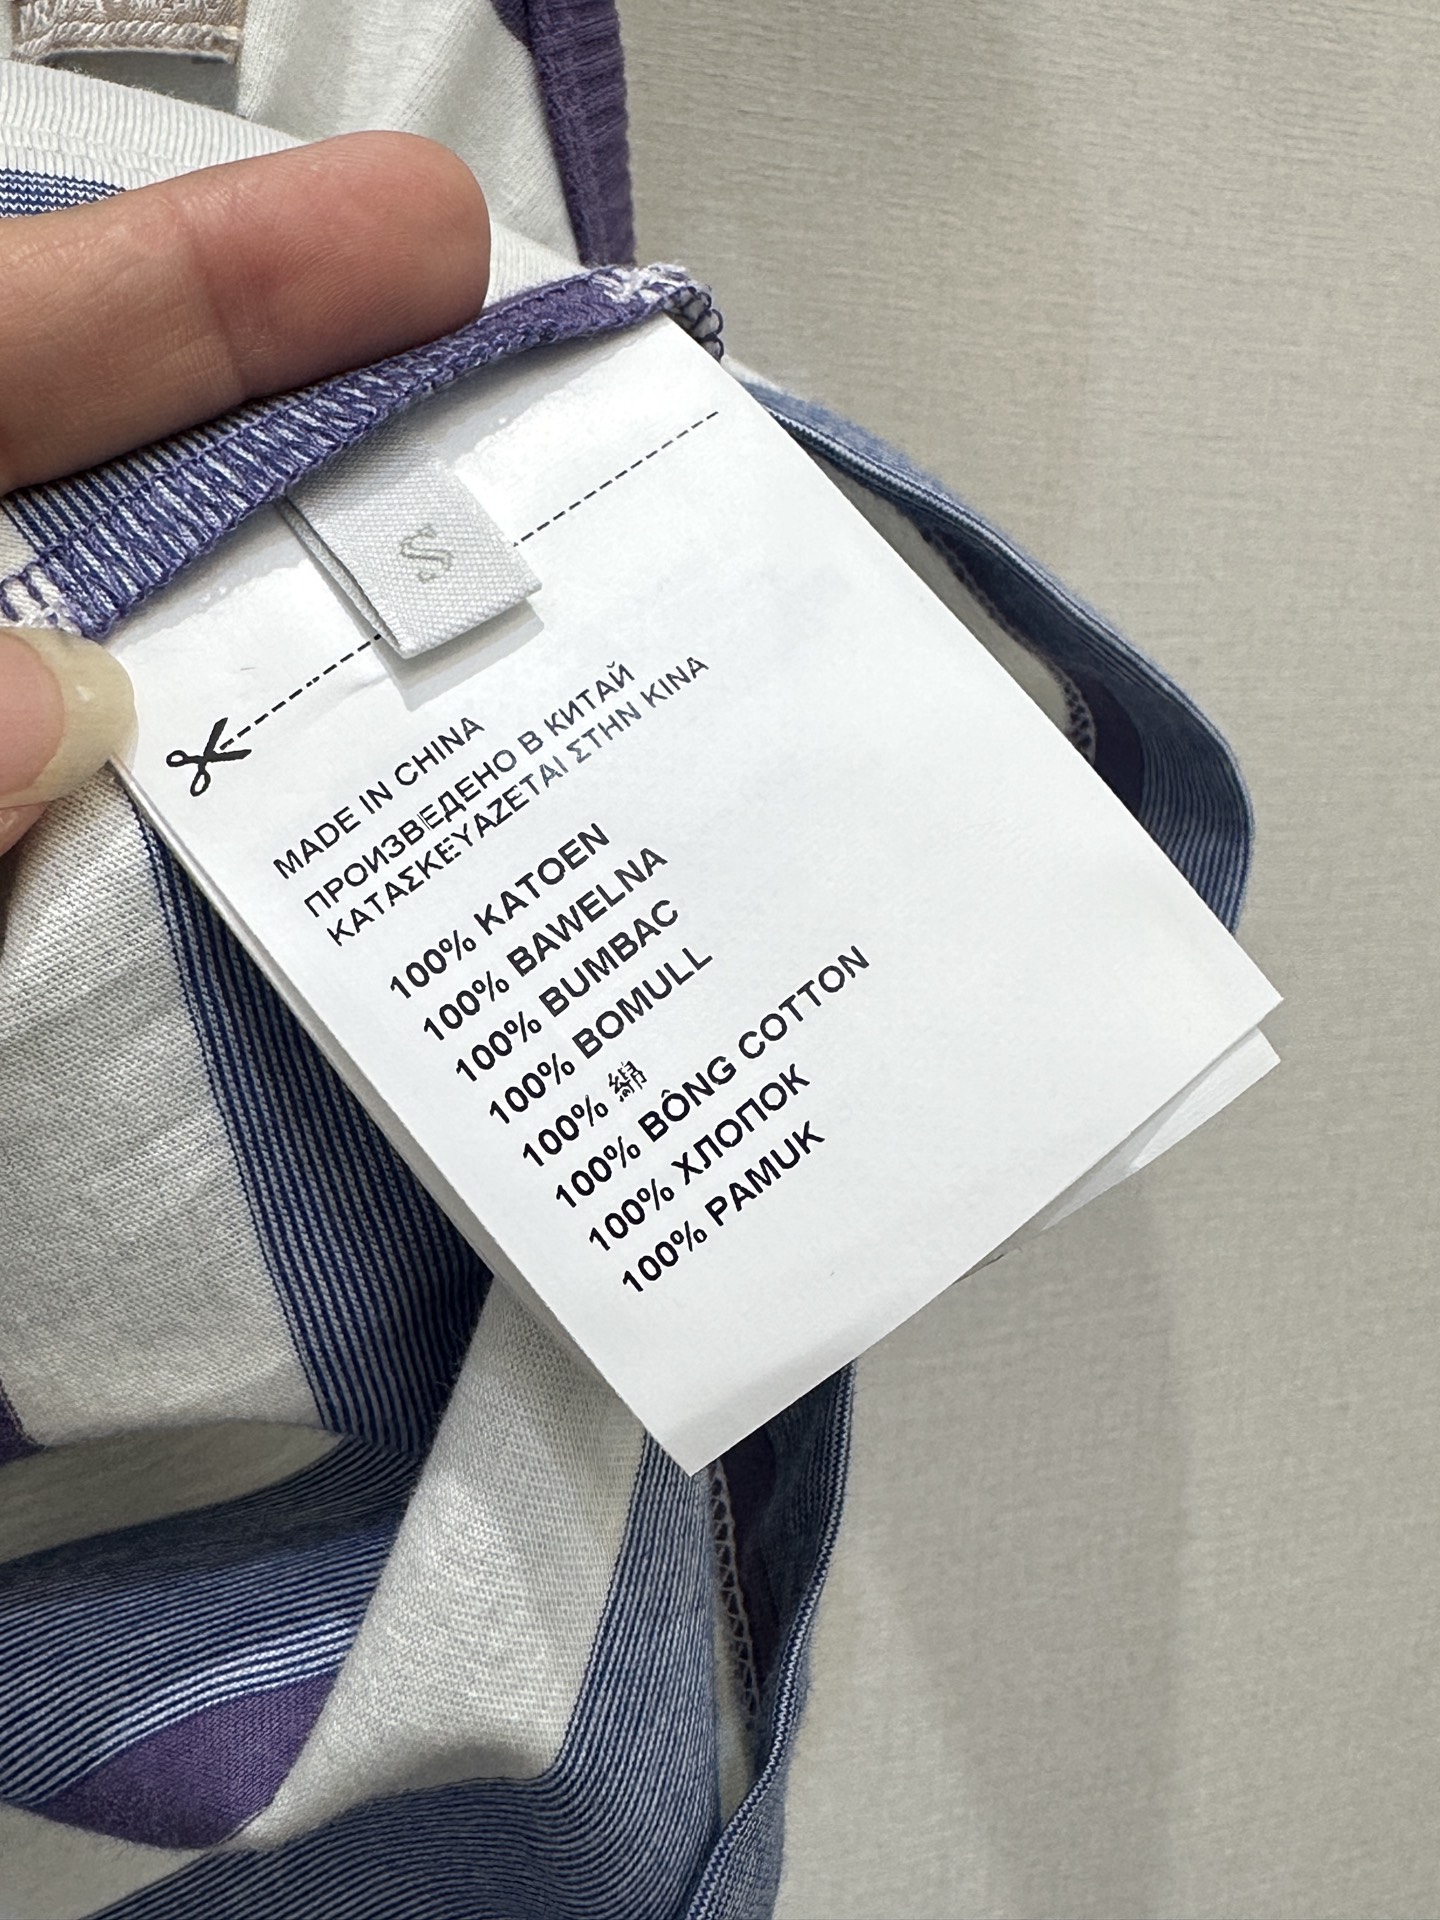 S
MADE IN CHINA
ПРОИЗВЕДЕНО В КИТАЙ
ΚΑΤΑΣΚΕΥΑΖΕΤΑΙ ΣΤΗΝ ΚΙΝΑ
100% KATOEN
100% BAWELNA
100% BUMBAC
100% BOMULL
100% 綿
100% BÔNG COTTON
100% ХЛОПОК
100% PAMUK